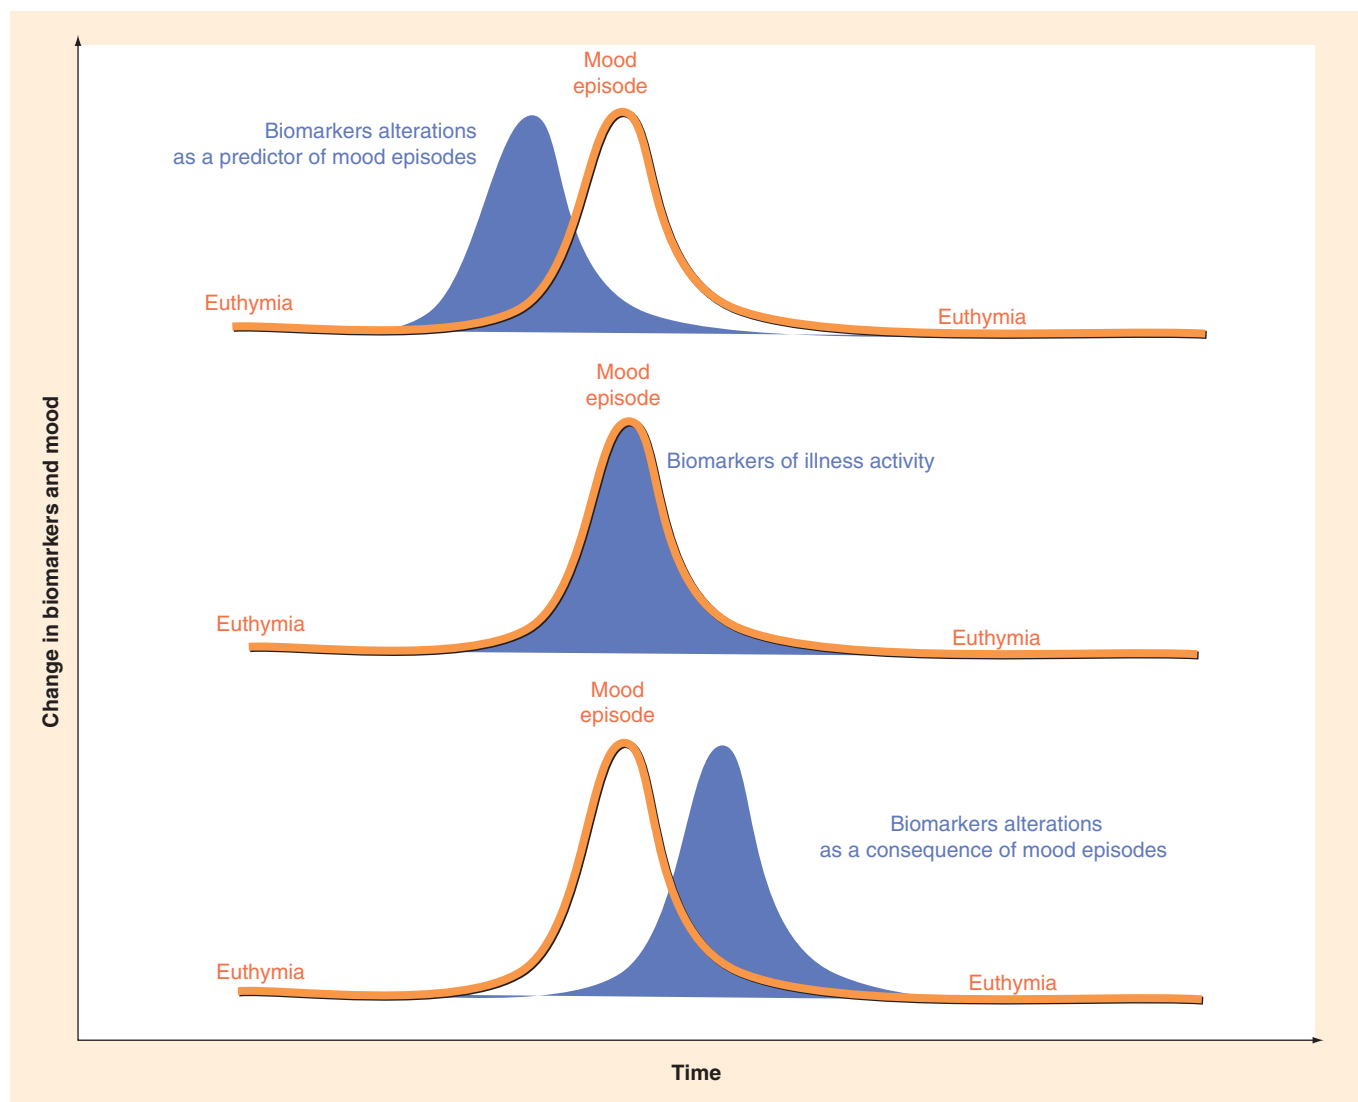 Mood
episode
Biomarkers alterations
as a predictor of mood episodes
Euthymia
Euthymia
Mood
episode
Biomarkers of illness activity
Euthymia
Euthymia
Mood
episode
Biomarkers alterations
as a consequence of mood episodes
Euthymia
Euthymia
Change in biomarkers and mood
Time